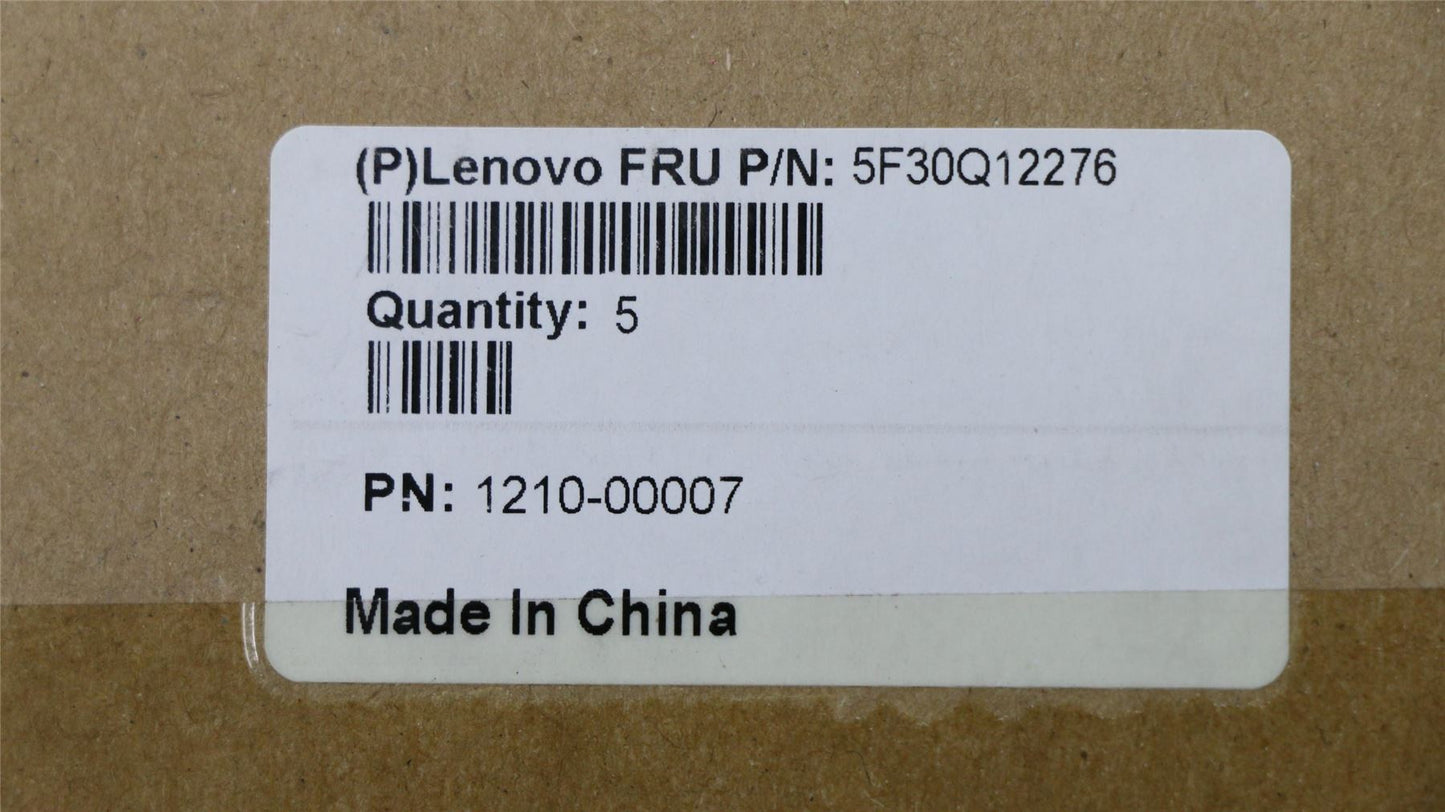 (P)Lenovo FRU P/N: 5F30Q12276
Quantity: 5
PN: 1210-00007
Made In China